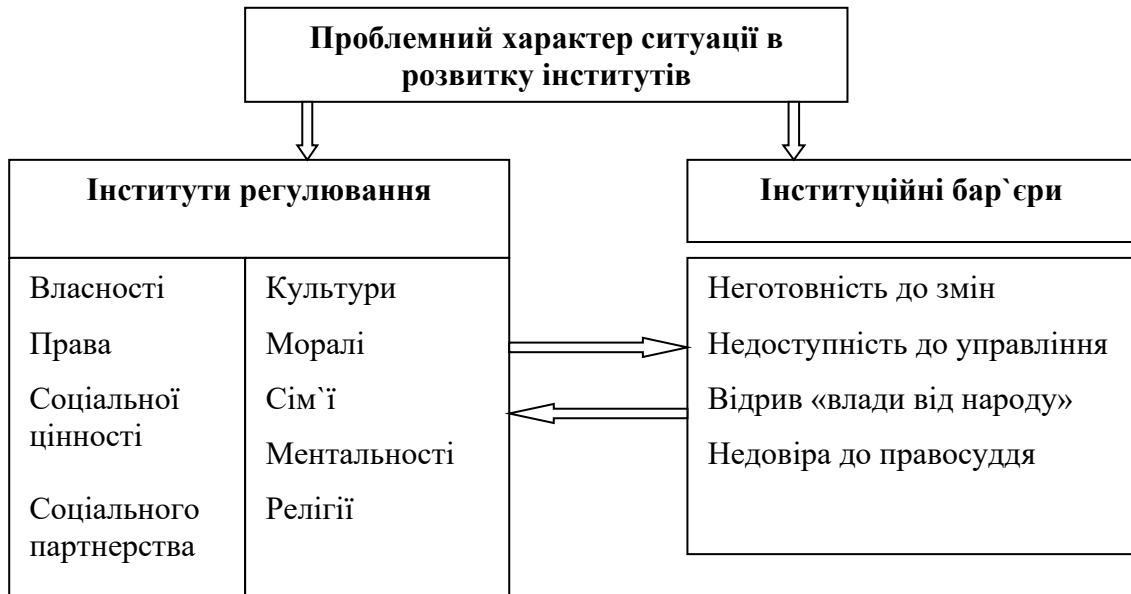 Проблемний характер ситуації в
розвитку інститутів
Інститути регулювання
Інституційні бар`єри
Власності
Права
Соціальної
цінності
Соціального
партнерства
Культури
Моралі
Сім`ї
Ментальності
Релігії
Неготовність до змін
Недоступність до управління
Відрив «влади від народу»
Недовіра до правосуддя